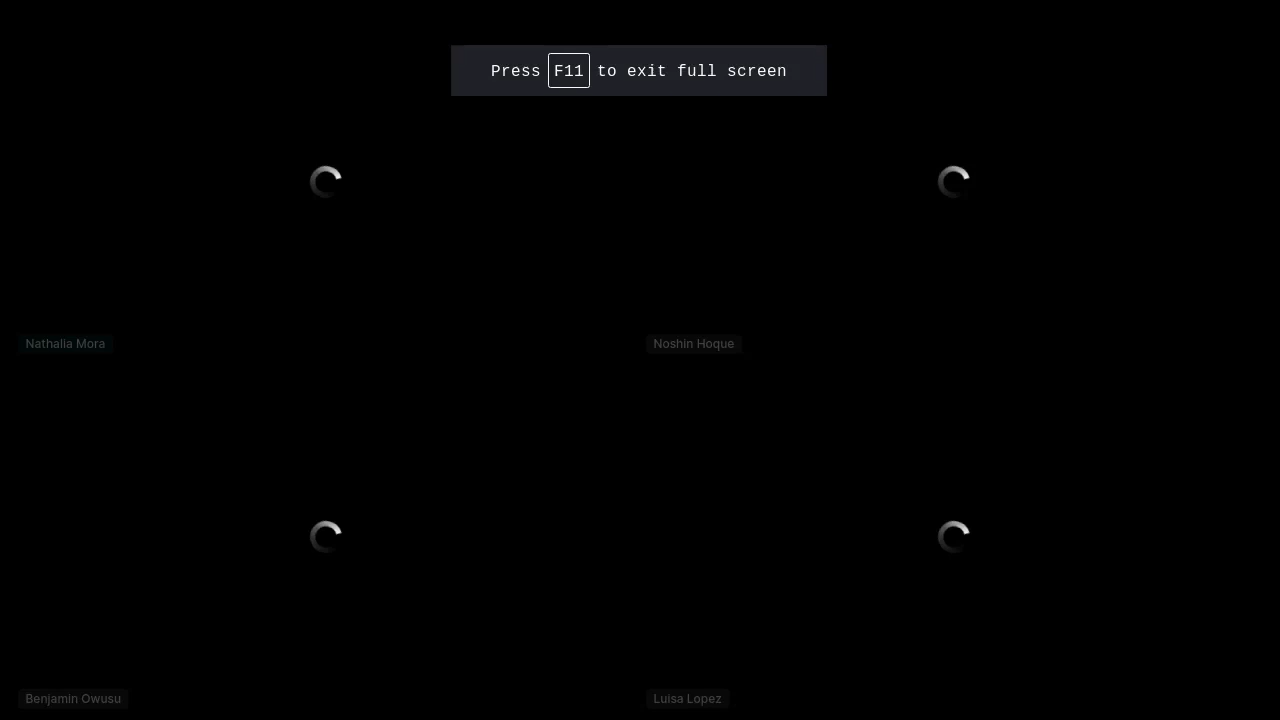 Press F11 to exit full screen
Nathalia Mora
Noshin Hoque
Benjamin Owusu
Luisa Lopez